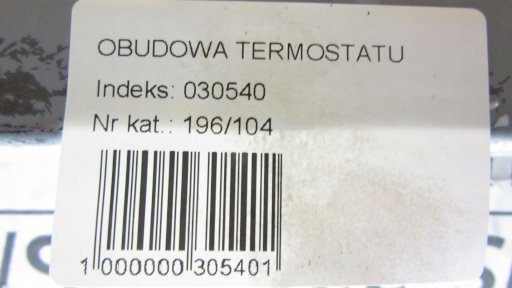 OBUDOWA TERMOSTATU
Indeks: 030540
Nr kat.: 196/104
1 000000 305401